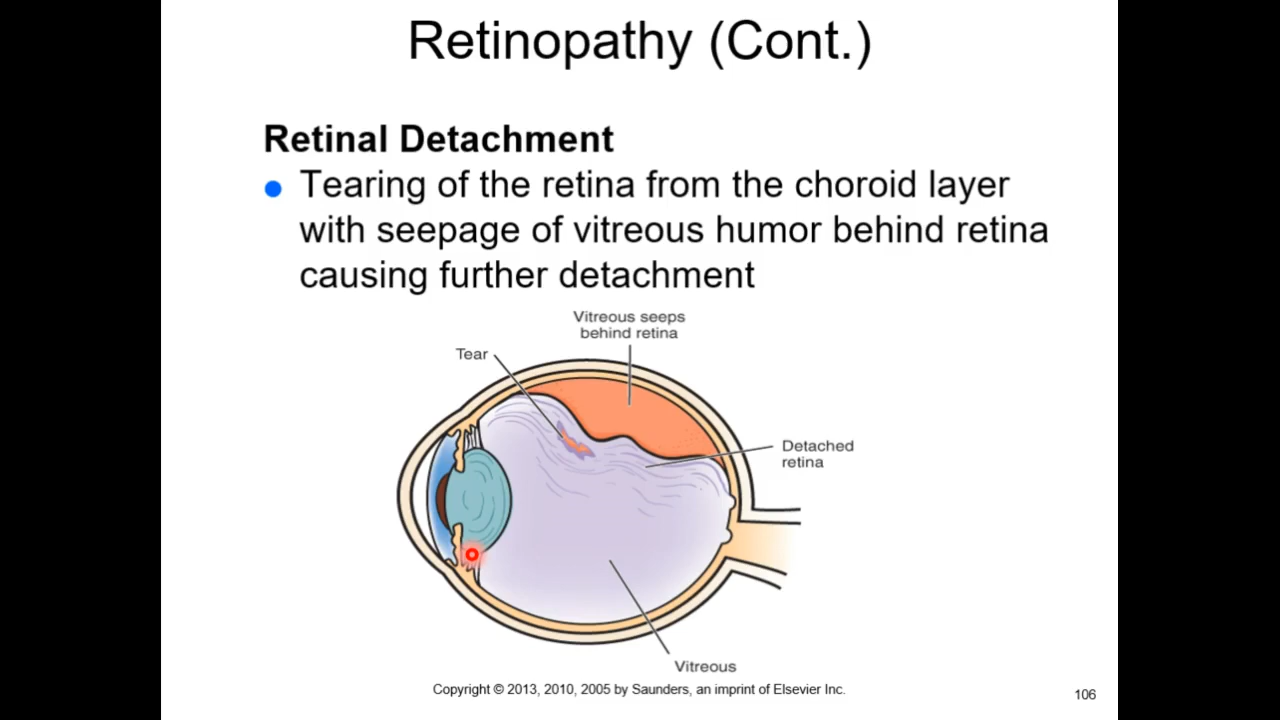 Retinopathy (Cont.)
Retinal Detachment
Tearing of the retina from the choroid layer
with seepage of vitreous humor behind retina
causing further detachment
Vitreous seeps
behind retina
Tear
Detached
retina
Vitreous
Copyright © 2013, 2010, 2005 by Saunders, an imprint of Elsevier Inc.
106